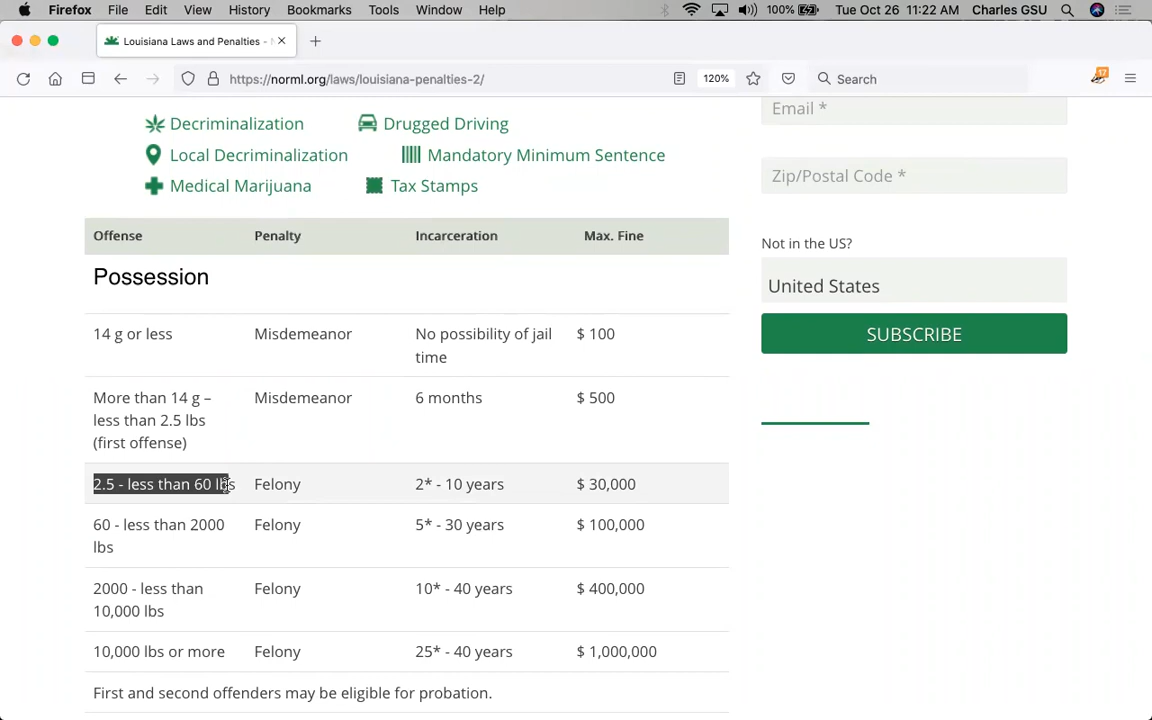 Firefox File Edit View History Bookmarks Tools Window Help 100% Tue Oct 26 11:22 AM Charles GSU
Louisiana Laws and Penalties -
https://norml.org/laws/louisiana-penalties-2/ 120% Search 17
Decriminalization Drugged Driving
Local Decriminalization Mandatory Minimum Sentence
Medical Marijuana Tax Stamps
Offense Penalty Incarceration Max. Fine
Possession
14 g or less Misdemeanor No possibility of jail $ 100
time
More than 14 g – Misdemeanor 6 months $ 500
less than 2.5 lbs
(first offense)
2.5 - less than 60 lbs Felony 2* - 10 years $ 30,000
60 - less than 2000 Felony 5* - 30 years $ 100,000
lbs
2000 - less than Felony 10* - 40 years $ 400,000
10,000 lbs
10,000 lbs or more Felony 25* - 40 years $ 1,000,000
First and second offenders may be eligible for probation.
Email *
Zip/Postal Code *
Not in the US?
United States
SUBSCRIBE